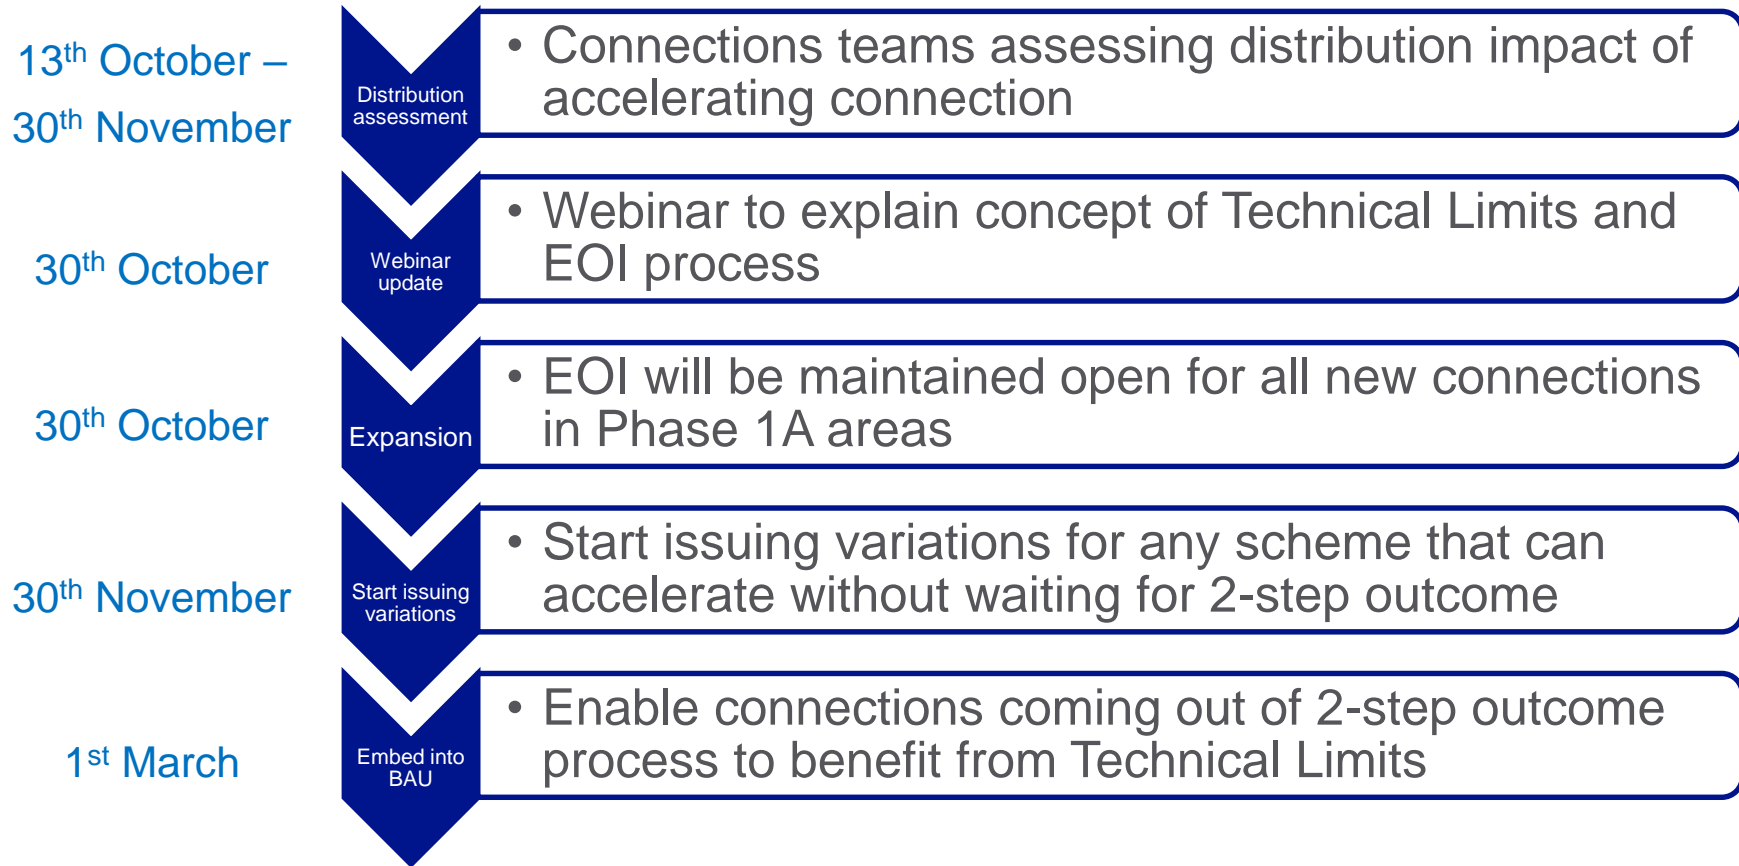 13th October –
30th November
Distribution
assessment
• Connections teams assessing distribution impact of
accelerating connection
30th October
Webinar
update
• Webinar to explain concept of Technical Limits and
EOI process
30th October
Expansion
• EOI will be maintained open for all new connections
in Phase 1A areas
30th November
Start issuing
variations
• Start issuing variations for any scheme that can
accelerate without waiting for 2-step outcome
1st March
Embed into
BAU
• Enable connections coming out of 2-step outcome
process to benefit from Technical Limits